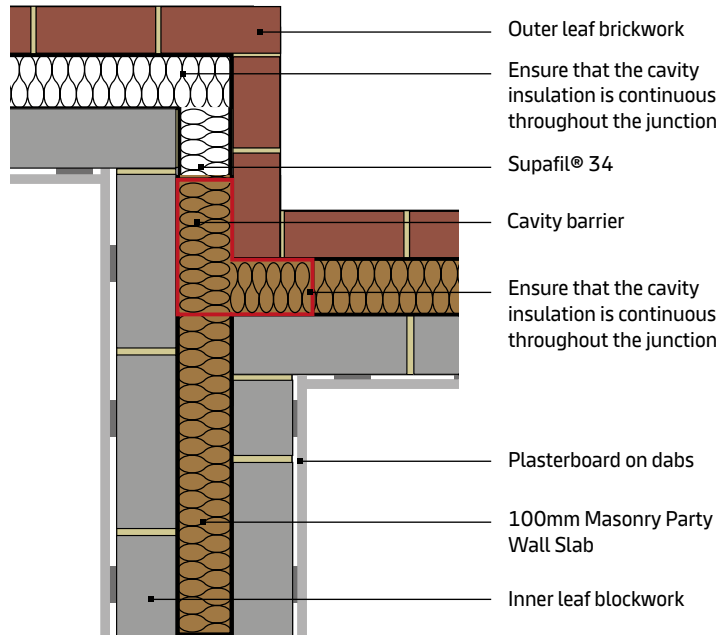 Outer leaf brickwork
Ensure that the cavity
insulation is continuous
throughout the junction
Supafil® 34
Cavity barrier
Ensure that the cavity
insulation is continuous
throughout the junction
Plasterboard on dabs
100mm Masonry Party
Wall Slab
Inner leaf blockwork